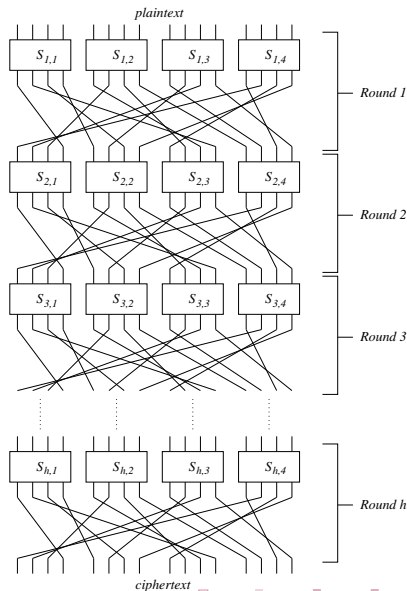 plaintext
S1,1 S1,2 S1,3 S1,4
Round 1
S2,1 S2,2 S2,3 S2,4
Round 2
S3,1 S3,2 S3,3 S3,4
Round 3
Sh,1 Sh,2 Sh,3 Sh,4
Round h
ciphertext